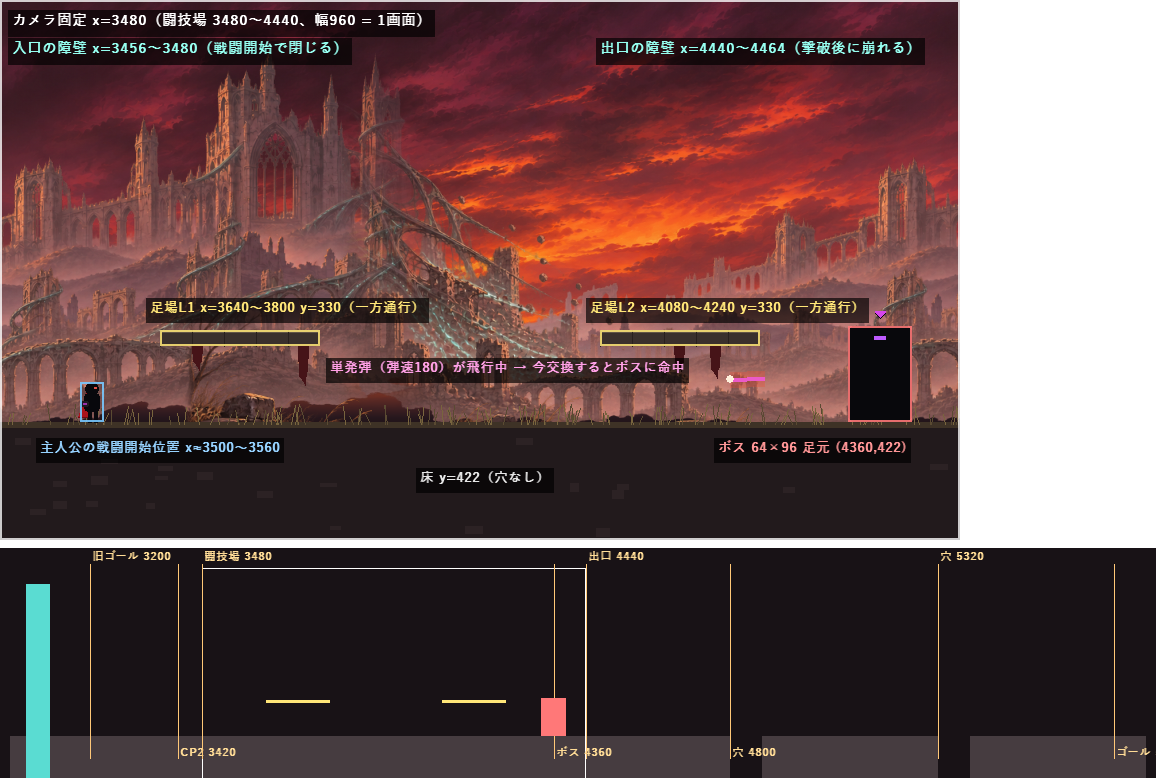 カメラ固定 x=3480（闘技場 3480〜4440、幅960 = 1画面）
入口の障壁 x=3456〜3480（戦闘開始で閉じる）
出口の障壁 x=4440〜4464（撃破後に崩れる）
足場L1 x=3640〜3800 y=330（一方通行）
足場L2 x=4080〜4240 y=330（一方通行）
単発弾（弾速180）が飛行中 → 今交換するとボスに命中
主人公の戦闘開始位置 x≈3500〜3560
ボス 64×96 足元 (4360,422)
床 y=422（穴なし）
旧ゴール 3200
闘技場 3480
出口 4440
穴 5320
CP2 3420
ボス 4360
穴 4800
ゴール